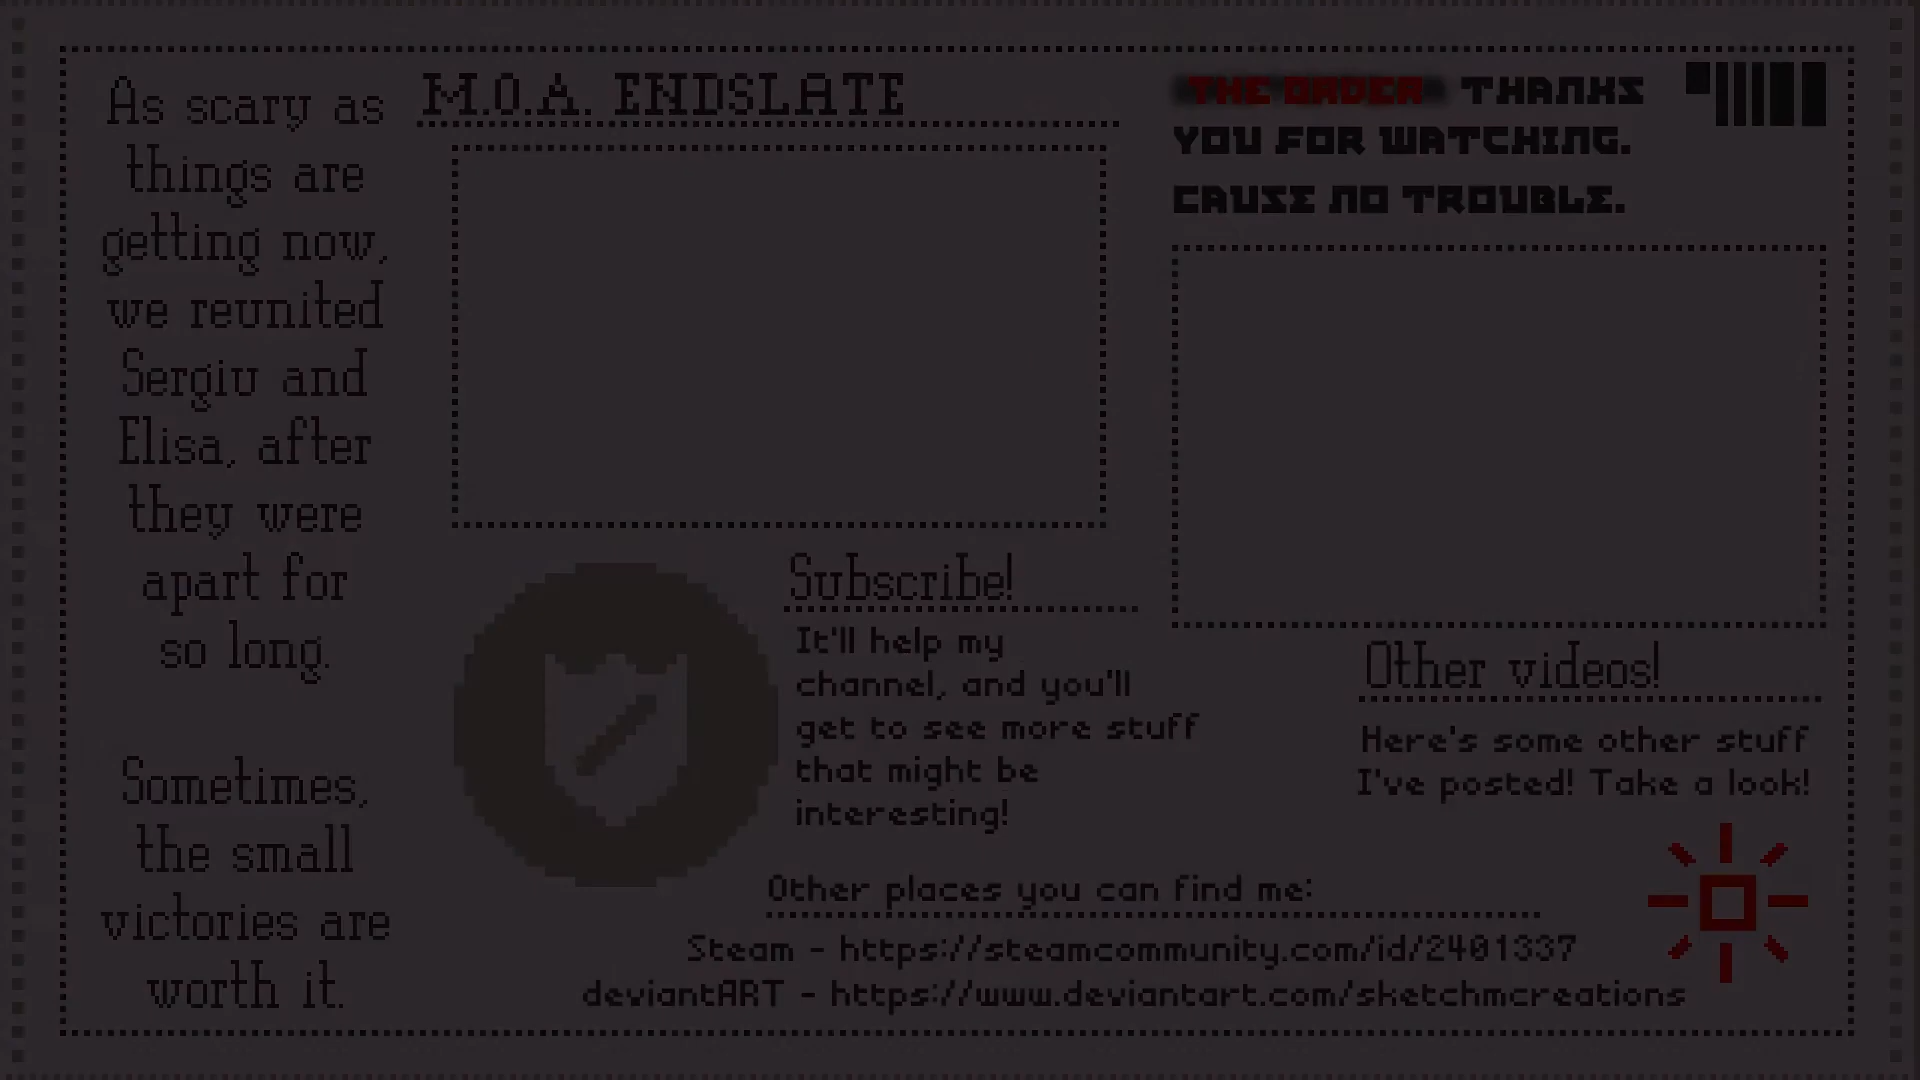 As scary as
things are
getting now,
we reunited
Sergiu and
Elisa, after
they were
apart for
so long.
Sometimes,
the small
victories are
worth it.
M.O.A. ENDSLATE
THE ORDER THANKS
YOU FOR WATCHING.
CAUSE NO TROUBLE.
Subscribe!
It'll help my
channel, and you'll
get to see more stuff
that might be
interesting!
Other videos!
Here's some other stuff
I've posted! Take a look!
Other places you can find me:
Steam - https://steamcommunity.com/id/2401337
deviantART - https://www.deviantart.com/sketchmcreations